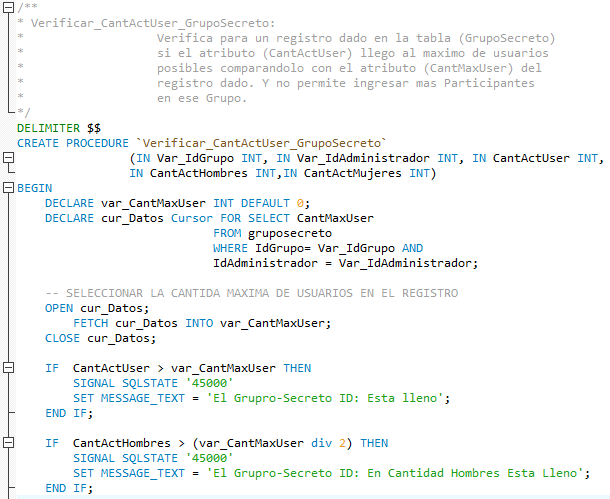 /**
* Verificar_CantActUser_GrupoSecreto:
*                   Verifica para un registro dado en la tabla (GrupoSecreto)
*                   si el atributo (CantActUser) llego al maximo de usuarios
*                   posibles comparandolo con el atributo (CantMaxUser) del
*                   registro dado. Y no permite ingresar mas Participantes
*                   en ese Grupo.
*/
DELIMITER $$
CREATE PROCEDURE `Verificar_CantActUser_GrupoSecreto`
                (IN Var_IdGrupo INT, IN Var_IdAdministrador INT, IN CantActUser INT,
                IN CantActHombres INT,IN CantActMujeres INT)
BEGIN
    DECLARE var_CantMaxUser INT DEFAULT 0;
    DECLARE cur_Datos Cursor FOR SELECT CantMaxUser
                            FROM gruposecreto
                            WHERE IdGrupo= Var_IdGrupo AND
                            IdAdministrador = Var_IdAdministrador;
    -- SELECCIONAR LA CANTIDA MAXIMA DE USUARIOS EN EL REGISTRO
    OPEN cur_Datos;
        FETCH cur_Datos INTO var_CantMaxUser;
    CLOSE cur_Datos;
    IF  CantActUser > var_CantMaxUser THEN
        SIGNAL SQLSTATE '45000'
        SET MESSAGE_TEXT = 'El Grupro-Secreto ID: Esta lleno';
    END IF;
    IF  CantActHombres > (var_CantMaxUser div 2) THEN
        SIGNAL SQLSTATE '45000'
        SET MESSAGE_TEXT = 'El Grupro-Secreto ID: En Cantidad Hombres Esta Lleno';
    END IF;